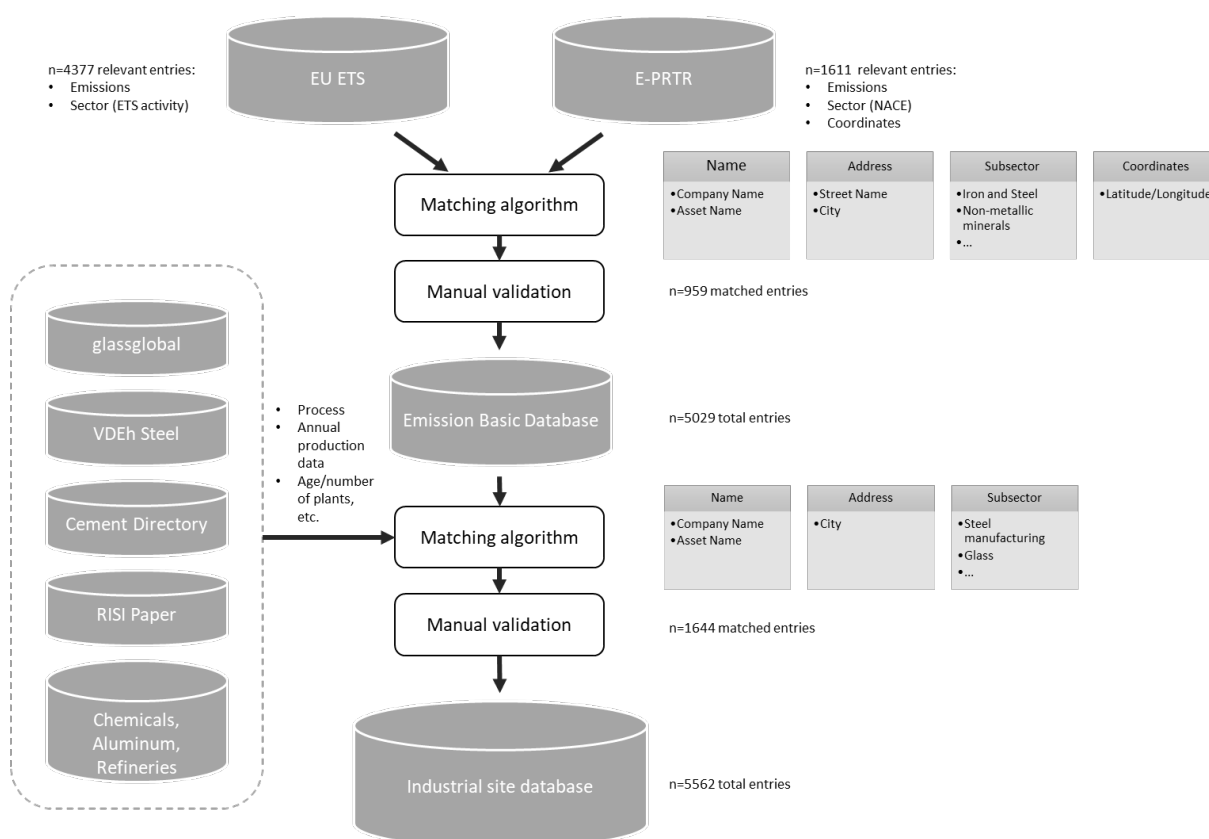 n=4377 relevant entries:
• Emissions
• Sector (ETS activity)
EU ETS
E-PRTR
n=1611 relevant entries:
• Emissions
• Sector (NACE)
• Coordinates
Matching algorithm
Name
•Company Name
•Asset Name
Address
•Street Name
•City
Subsector
•Iron and Steel
•Non-metallic
minerals
•...
Coordinates
•Latitude/Longitude
Manual validation
n=959 matched entries
glassglobal
VDEh Steel
Cement Directory
RISI Paper
Chemicals,
Aluminum,
Refineries
• Process
• Annual
production
data
• Age/number
of plants,
etc.
Emission Basic Database
n=5029 total entries
Matching algorithm
Name
•Company Name
•Asset Name
Address
•City
Subsector
•Steel
manufacturing
•Glass
•...
Manual validation
n=1644 matched entries
Industrial site database
n=5562 total entries